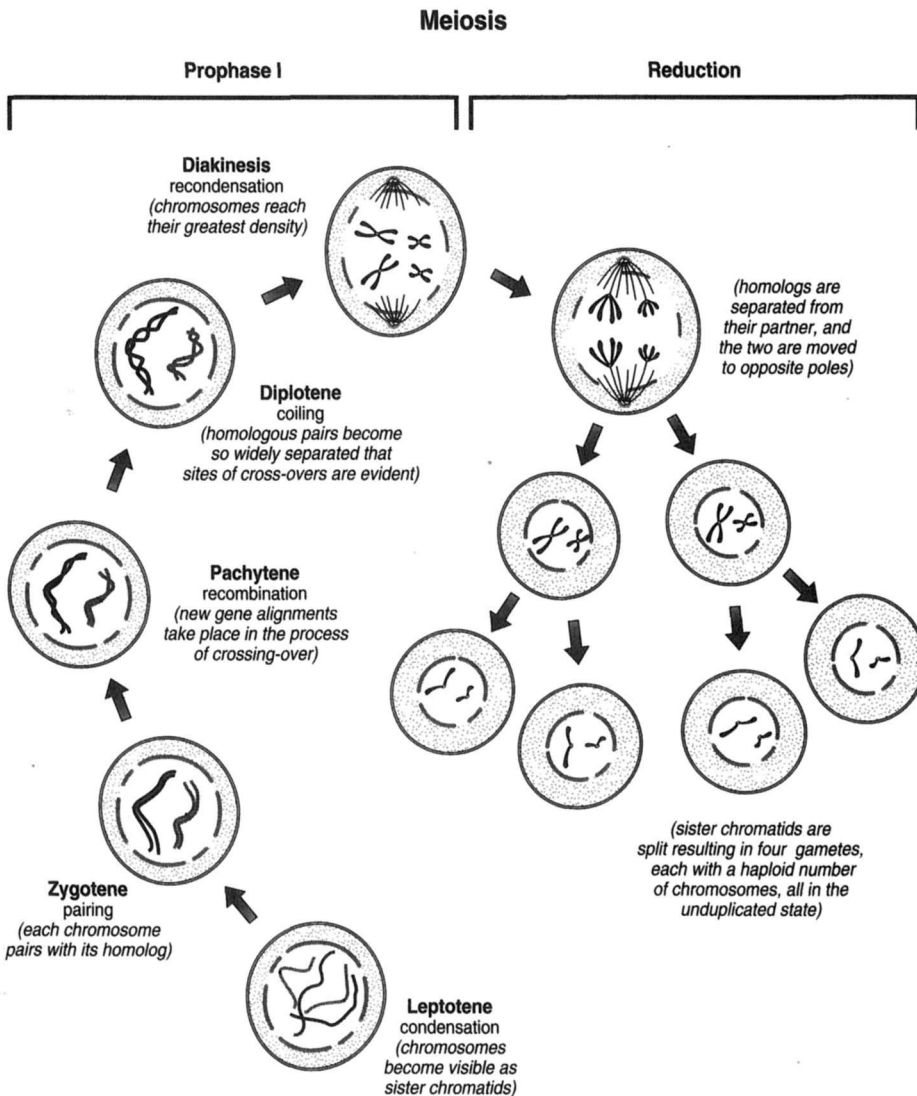 Meiosis
Prophase I
Reduction
Diakinesis
recondensation
(chromosomes reach
their greatest density)
(homologs are
separated from
their partner, and
the two are moved
to opposite poles)
Diplotene
coiling
(homologous pairs become
so widely separated that
sites of cross-overs are evident)
Pachytene
recombination
(new gene alignments
take place in the process
of crossing-over)
(sister chromatids are
split resulting in four gametes,
each with a haploid number
of chromosomes, all in the
unduplicated state)
Zygotene
pairing
(each chromosome
pairs with its homolog)
Leptotene
condensation
(chromosomes
become visible as
sister chromatids)